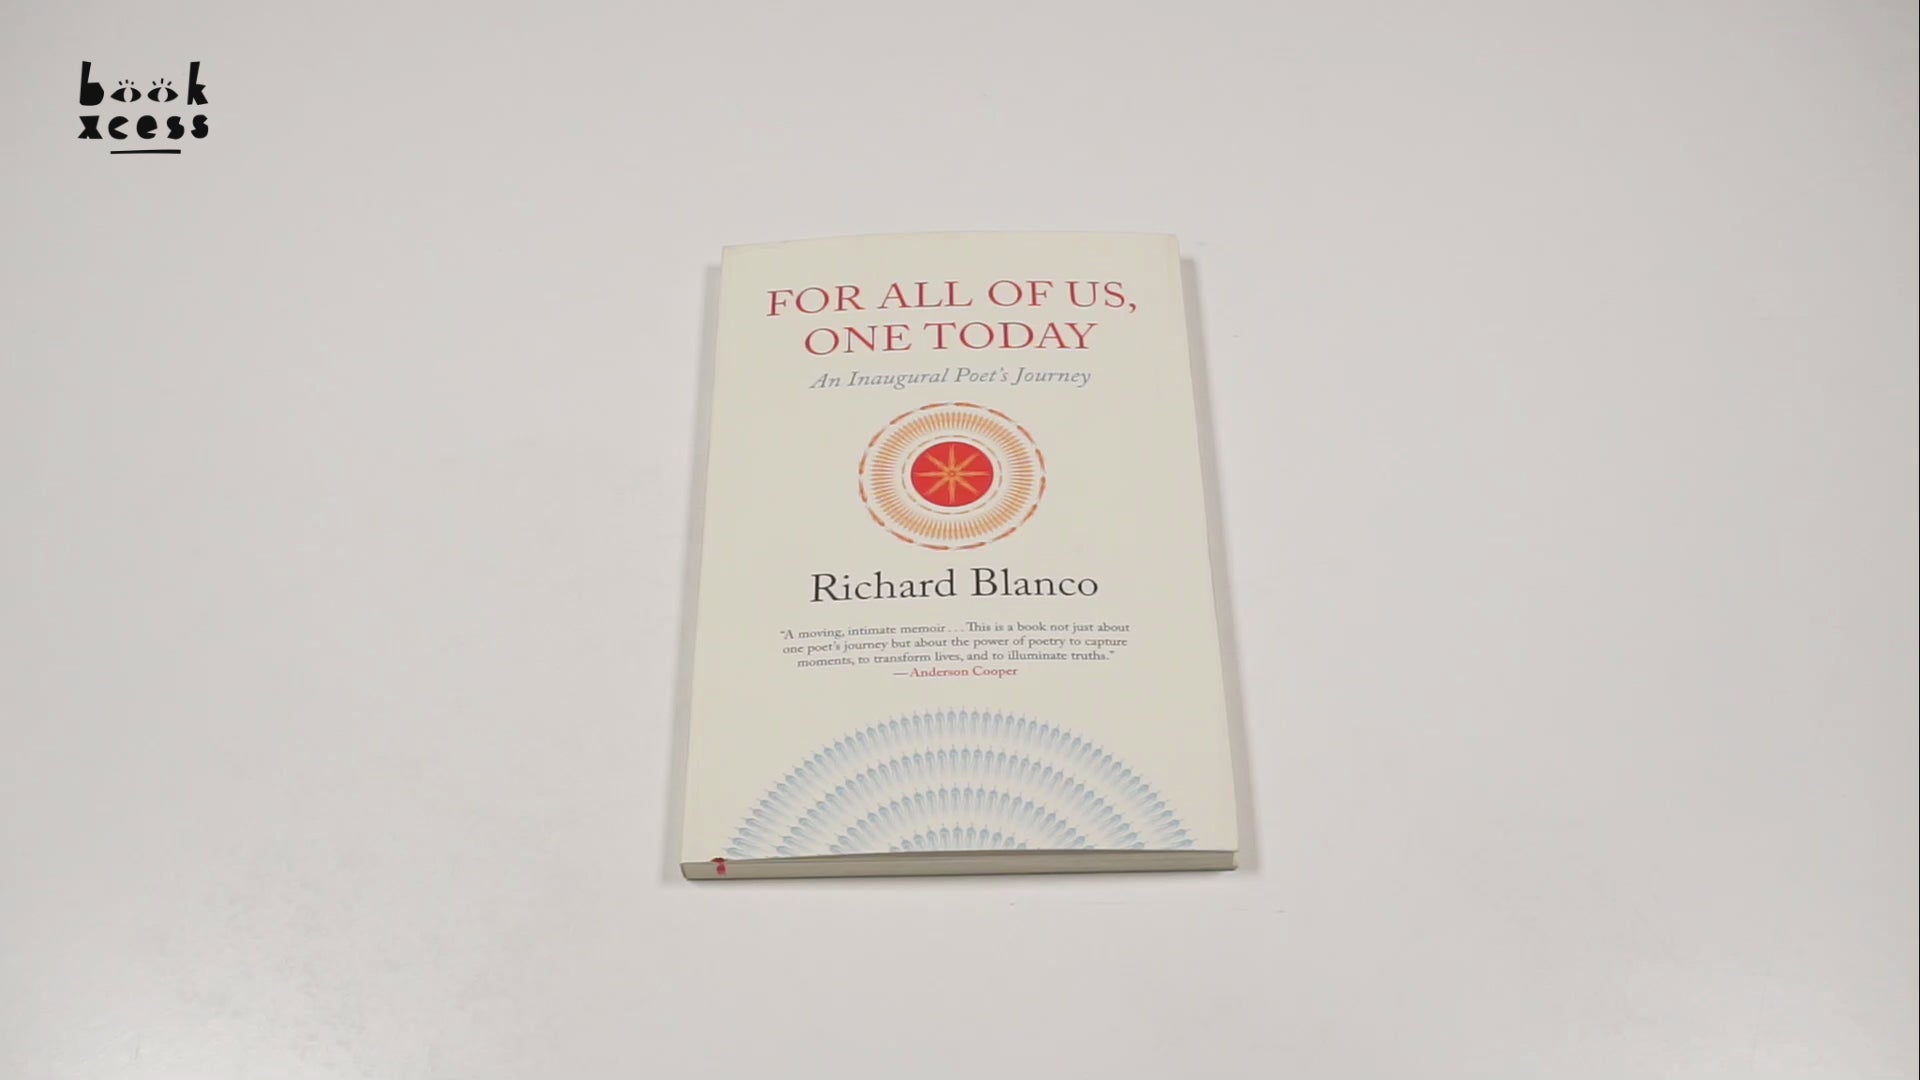 book
xcess
FOR ALL OF US,
ONE TODAY
An Inaugural Poet's Journey
Richard Blanco
"A moving, intimate memoir . . . This is a book not just about
one poet's journey but about the power of poetry to capture
moments, to transform lives, and to illuminate truths."
—Anderson Cooper